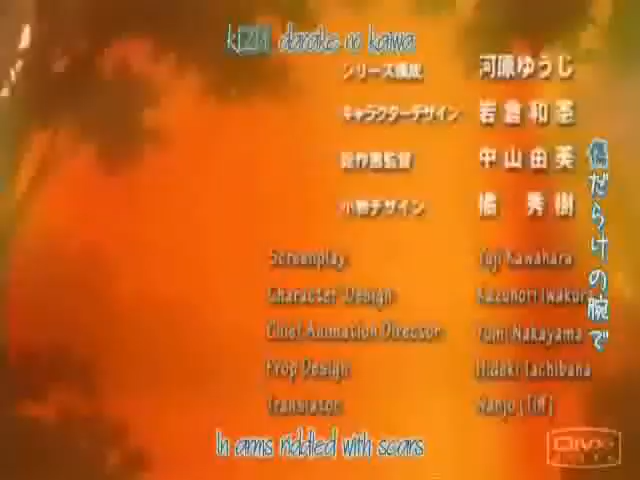 kizu darake no kaina
シリーズ構成 河原ゆうじ
キャラクターデザイン 岩倉和憲
総作画監督 中山由美
小物デザイン 橘 秀樹
傷だらけの腕で
Screenplay Yuji Kawahara
Character Design Kazunori Iwakura
Chief Animation Director Yumi Nakayama
Prop Design Hideki Tachibana
Translator
In arms riddled with scars
DivX